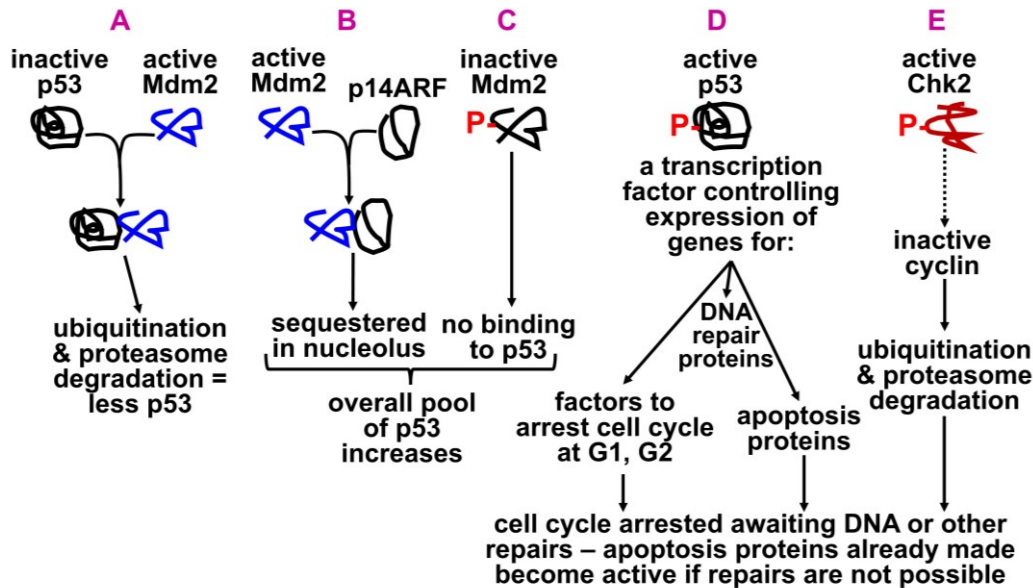 A
inactive
p53
active
Mdm2
ubiquitination
& proteasome
degradation =
less p53
B
active
Mdm2
p14ARF
sequestered
in nucleolus
C
inactive
Mdm2
P-
no binding
to p53
overall pool
of p53
increases
D
active
p53
P-
a transcription
factor controlling
expression of
genes for:
DNA
repair
proteins
factors to
arrest cell cycle
at G1, G2
apoptosis
proteins
E
active
Chk2
P-
inactive
cyclin
ubiquitination
& proteasome
degradation
cell cycle arrested awaiting DNA or other
repairs – apoptosis proteins already made
become active if repairs are not possible